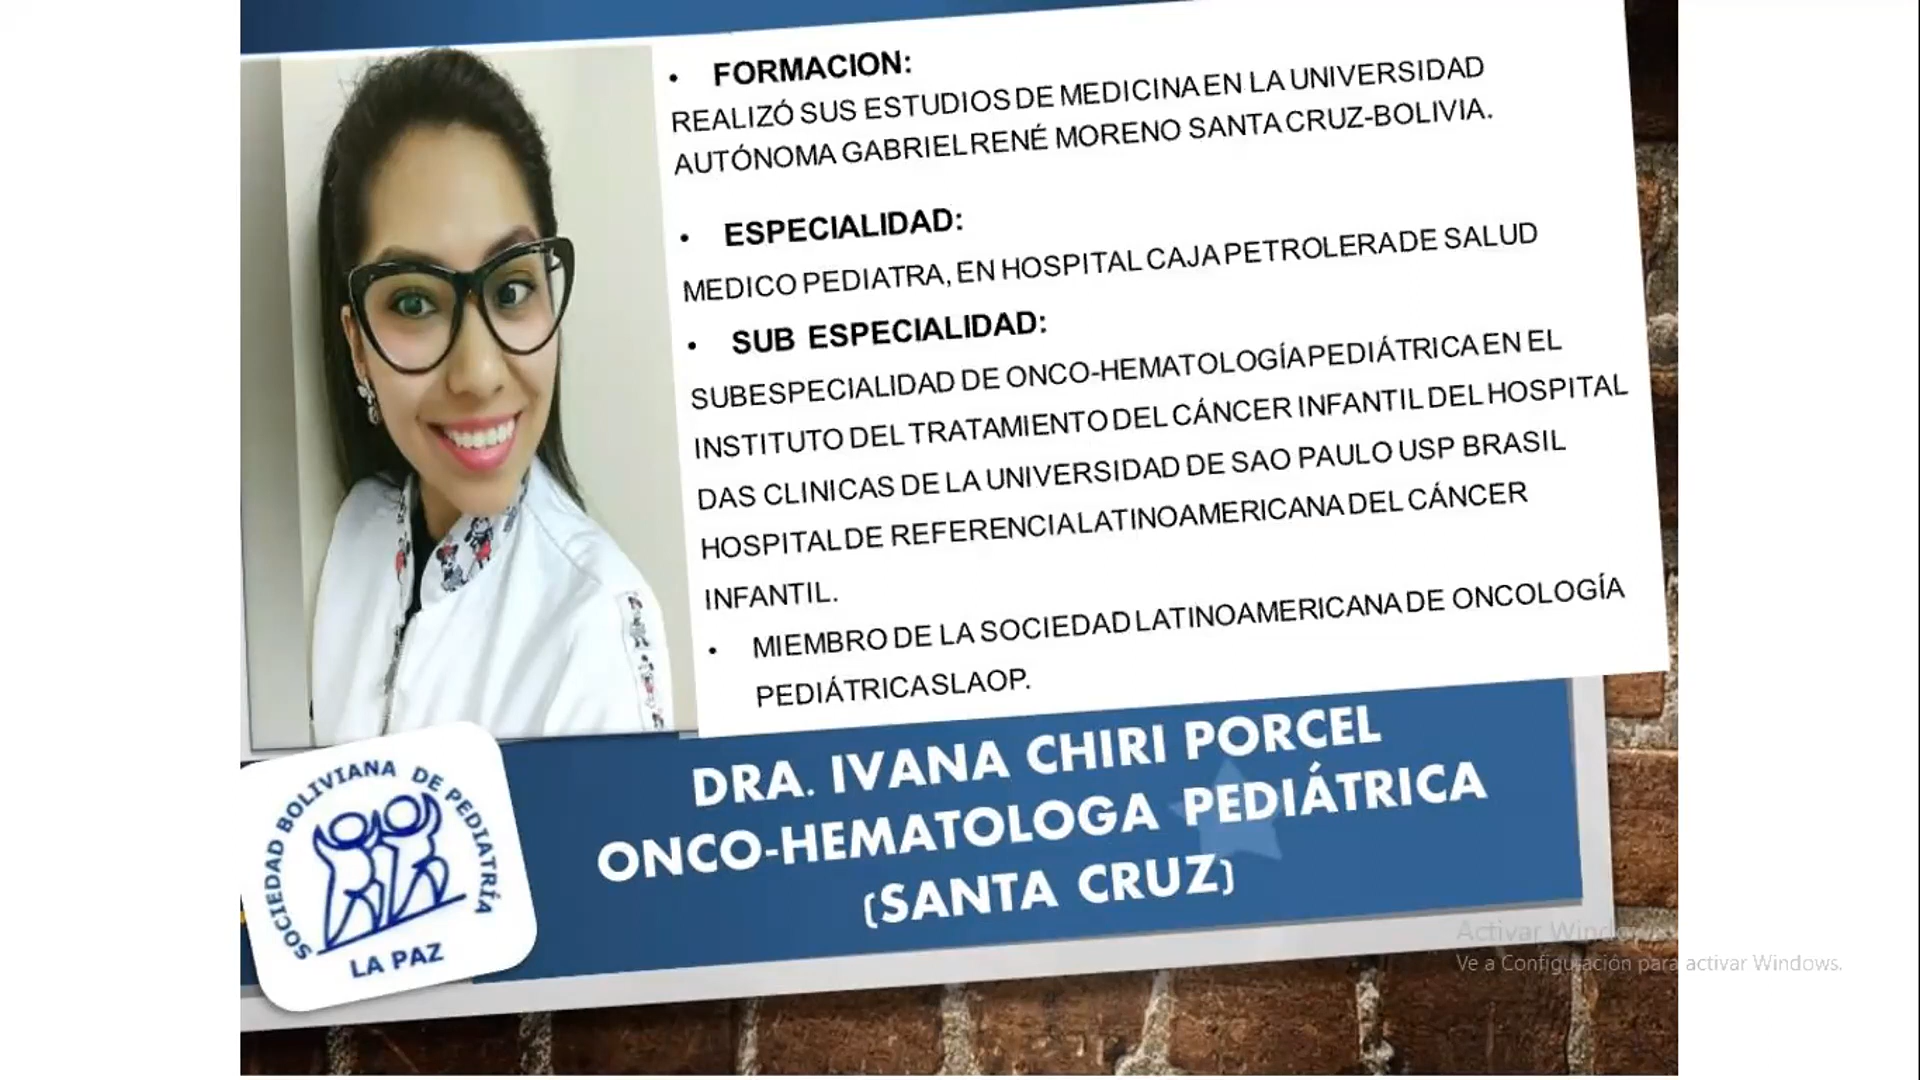 • FORMACION:
REALIZÓ SUS ESTUDIOS DE MEDICINA EN LA UNIVERSIDAD
AUTÓNOMA GABRIEL RENÉ MORENO SANTA CRUZ-BOLIVIA.
• ESPECIALIDAD:
MEDICO PEDIATRA, EN HOSPITAL CAJA PETROLERA DE SALUD
• SUB ESPECIALIDAD:
SUBESPECIALIDAD DE ONCO-HEMATOLOGÍA PEDIÁTRICA EN EL
INSTITUTO DEL TRATAMIENTO DEL CÁNCER INFANTIL DEL HOSPITAL
DAS CLINICAS DE LA UNIVERSIDAD DE SAO PAULO USP BRASIL
HOSPITAL DE REFERENCIA LATINOAMERICANA DEL CÁNCER
INFANTIL.
• MIEMBRO DE LA SOCIEDAD LATINOAMERICANA DE ONCOLOGÍA
PEDIÁTRICA SLAOP.
DRA. IVANA CHIRI PORCEL
ONCO-HEMATOLOGA PEDIÁTRICA
(SANTA CRUZ)
SOCIEDAD BOLIVIANA DE PEDIATRÍA
LA PAZ
Activar Windows
Ve a Configuración para activar Windows.